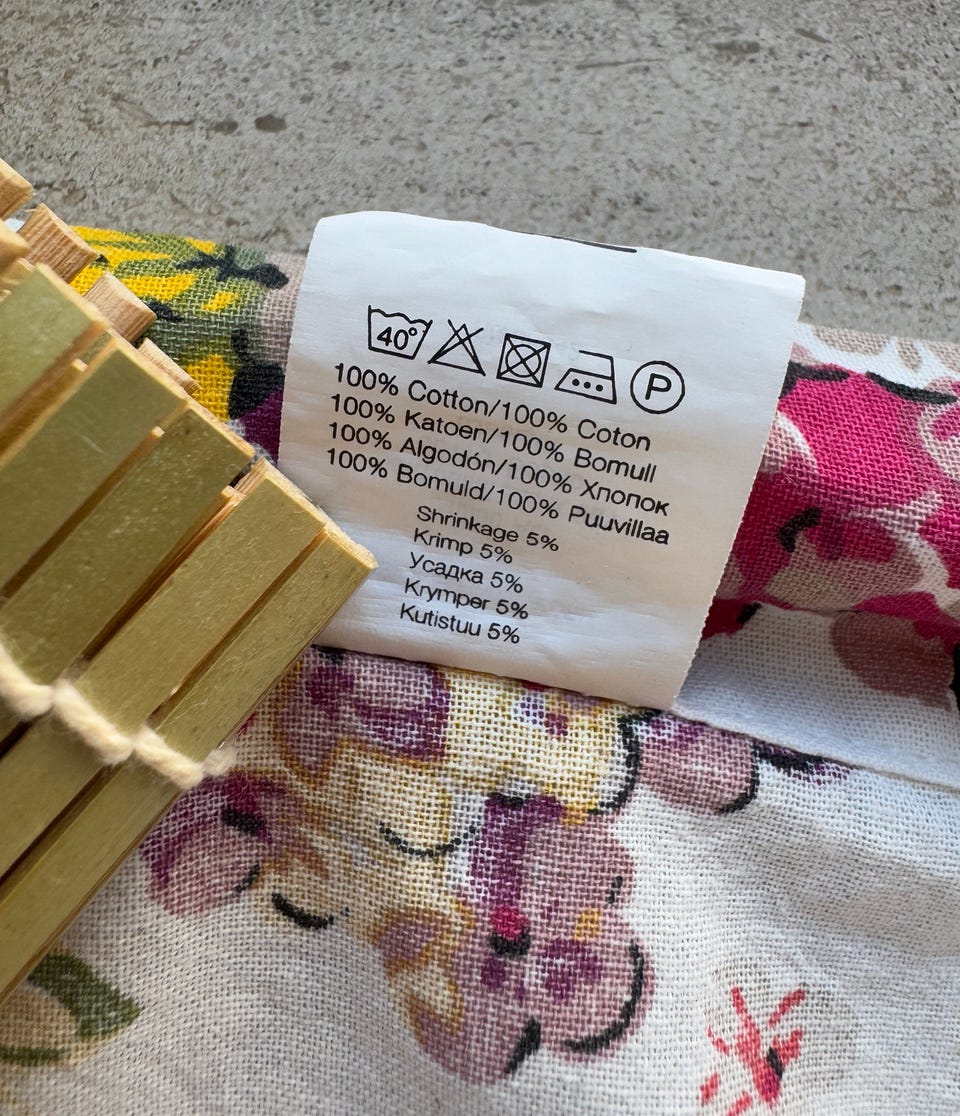 40° P
100% Cotton/100% Coton
100% Katoen/100% Bomull
100% Algodón/100% Хлопок
100% Bomuld/100% Puuvillaa
Shrinkage 5%
Krimp 5%
Усадка 5%
Krymper 5%
Kutistuu 5%